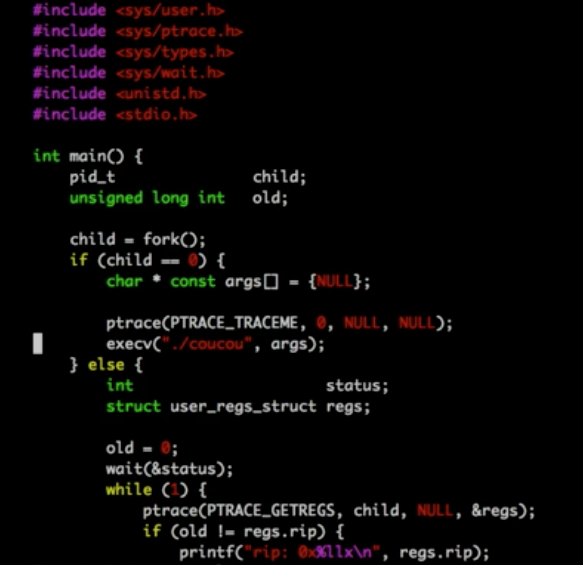 #include <sys/user.h>
#include <sys/ptrace.h>
#include <sys/types.h>
#include <sys/wait.h>
#include <unistd.h>
#include <stdio.h>
int main() {
pid_t child;
unsigned long int old;
child = fork();
if (child == 0) {
char * const args[] = {NULL};
ptrace(PTRACE_TRACEME, 0, NULL, NULL);
execv("./coucou", args);
} else {
int status;
struct user_regs_struct regs;
old = 0;
wait(&status);
while (1) {
ptrace(PTRACE_GETREGS, child, NULL, &regs);
if (old != regs.rip) {
printf("rip: 0x%llx\n", regs.rip);